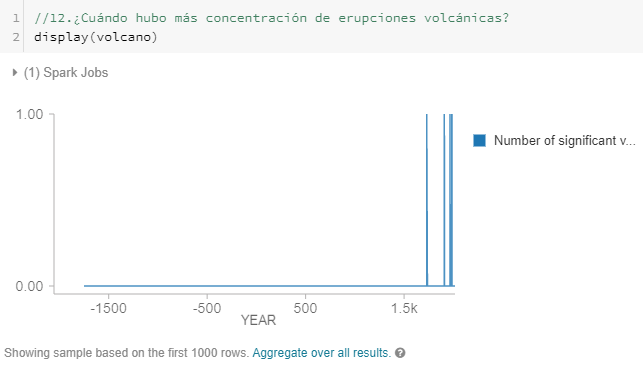 1 //12.¿Cuándo hubo más concentración de erupciones volcánicas?
2 display(volcano)
(1) Spark Jobs
1.00
Number of significant v...
0.00
-1500 -500 500 1.5k
YEAR
Showing sample based on the first 1000 rows. Aggregate over all results. ?